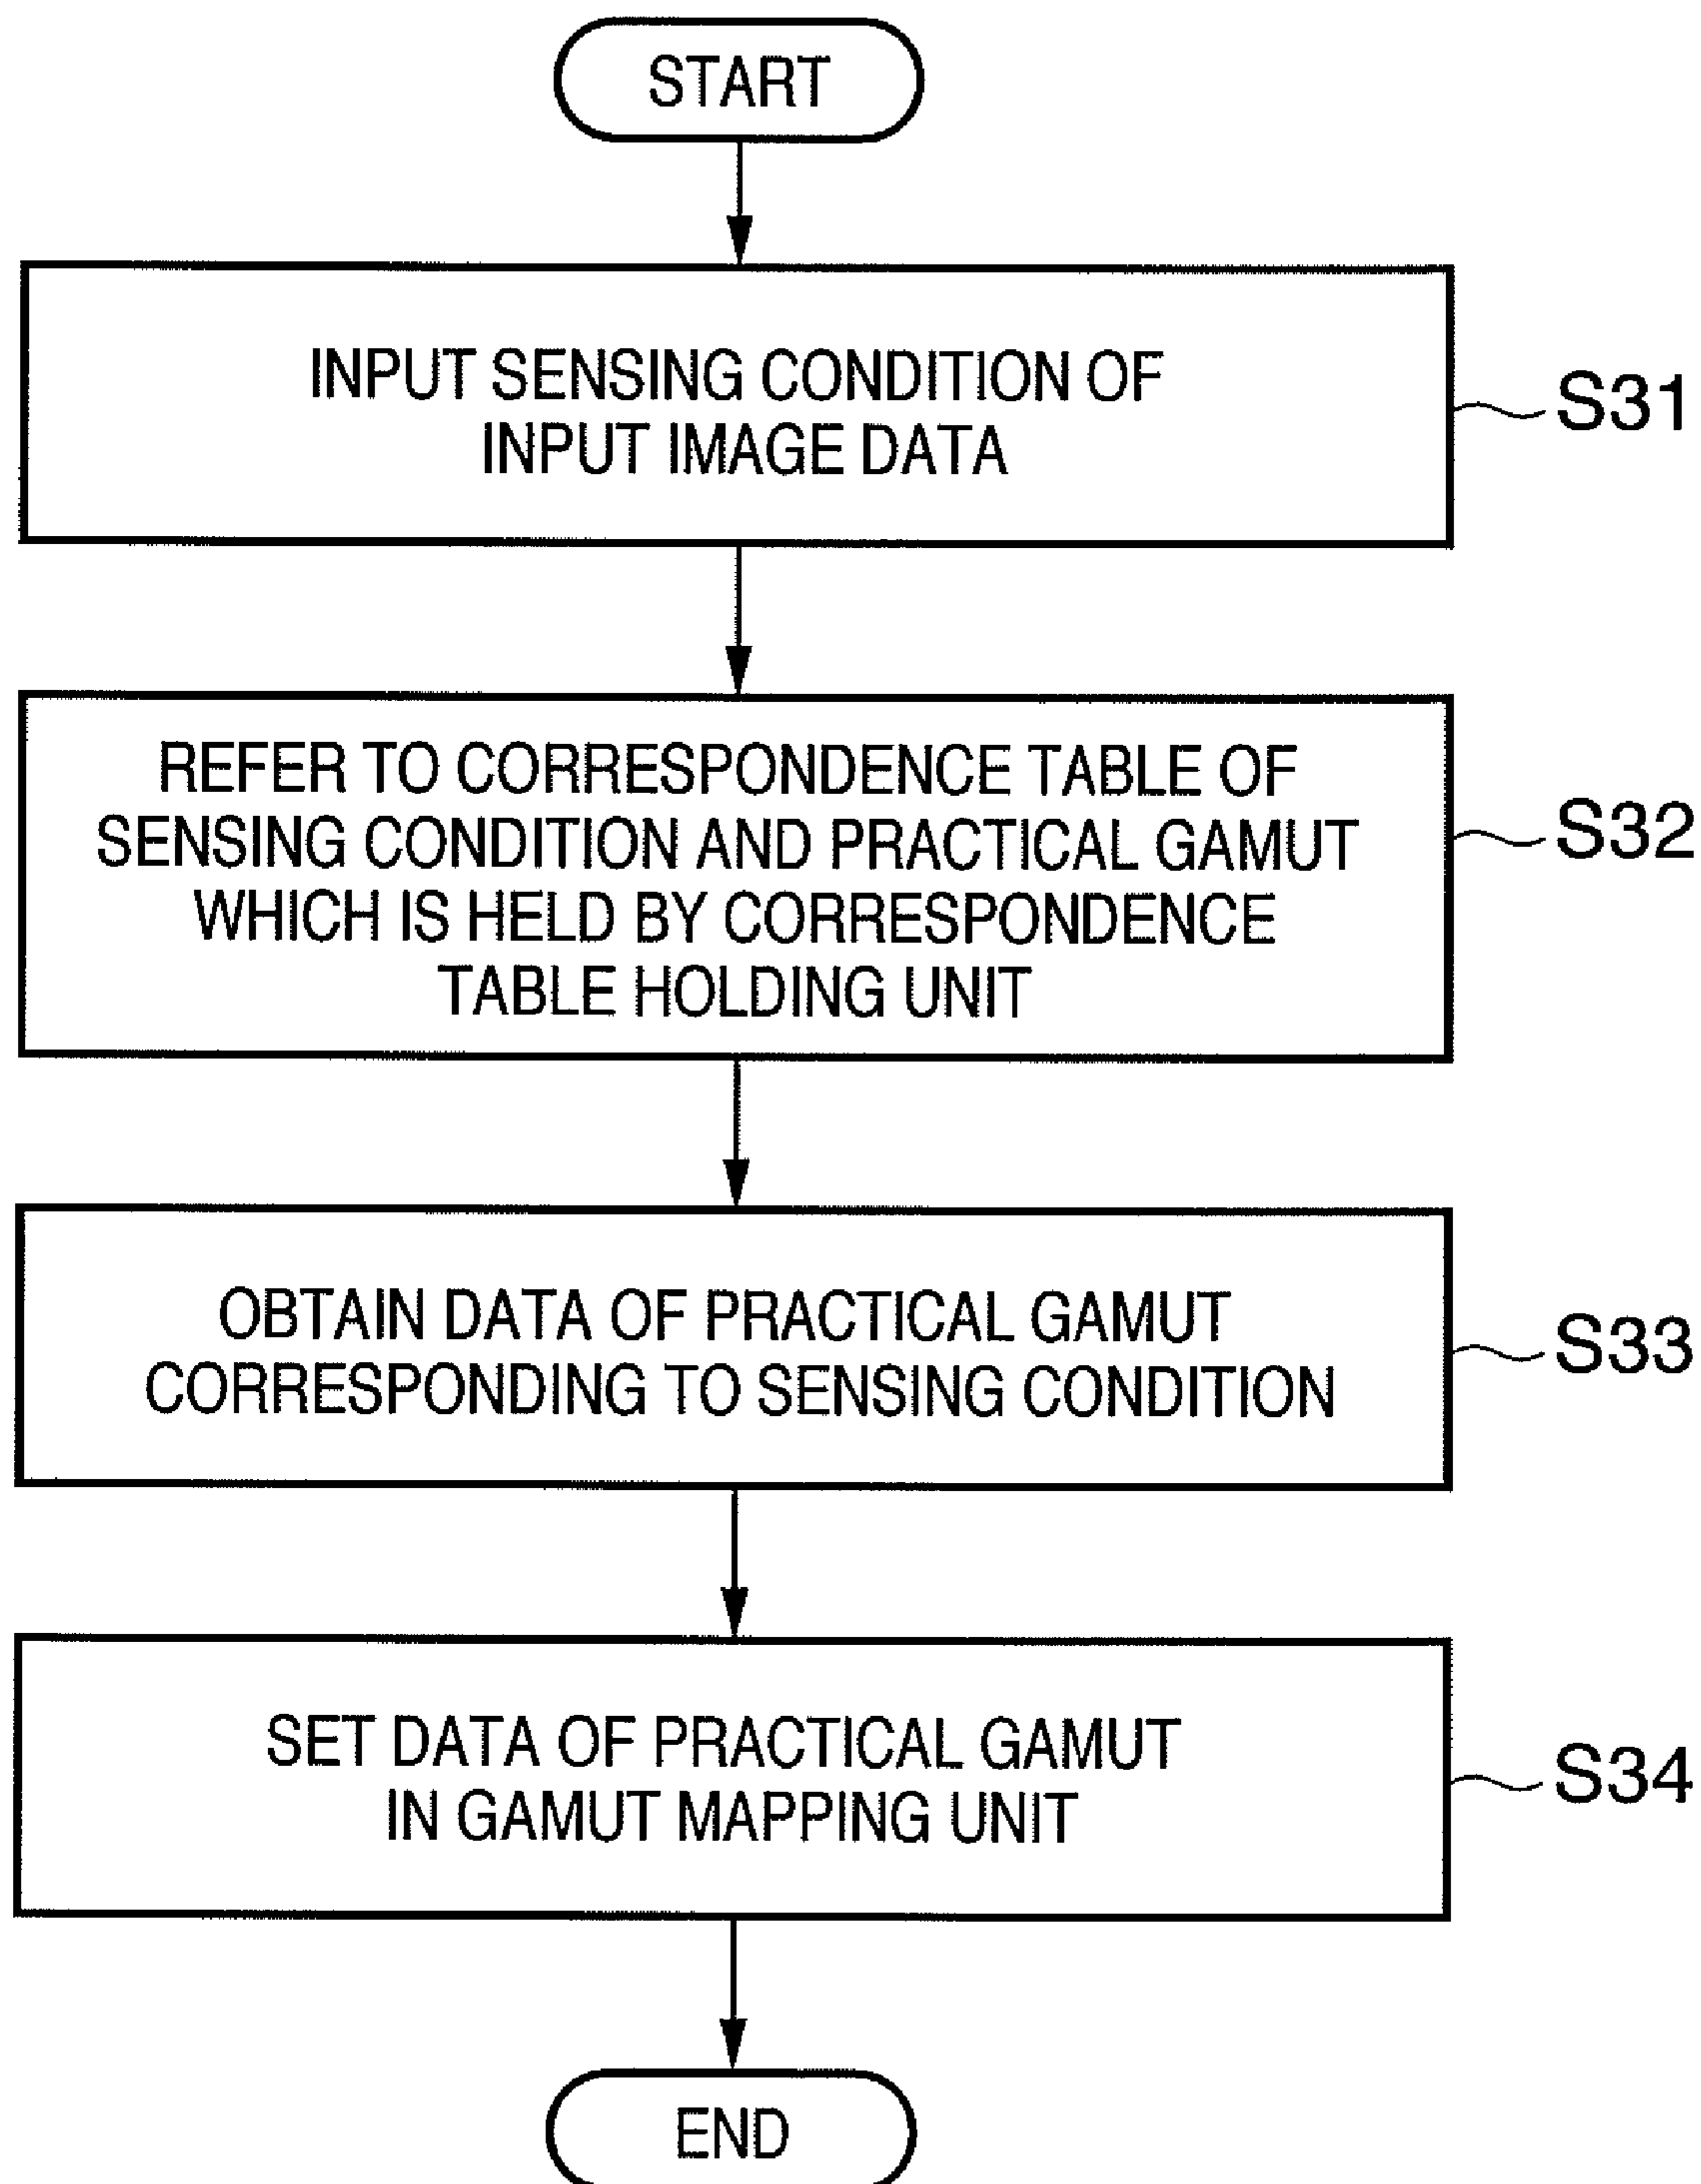 START
INPUT SENSING CONDITION OF
INPUT IMAGE DATA
S31
REFER TO CORRESPONDENCE TABLE OF
SENSING CONDITION AND PRACTICAL GAMUT
WHICH IS HELD BY CORRESPONDENCE
TABLE HOLDING UNIT
S32
OBTAIN DATA OF PRACTICAL GAMUT
CORRESPONDING TO SENSING CONDITION
S33
SET DATA OF PRACTICAL GAMUT
IN GAMUT MAPPING UNIT
S34
END